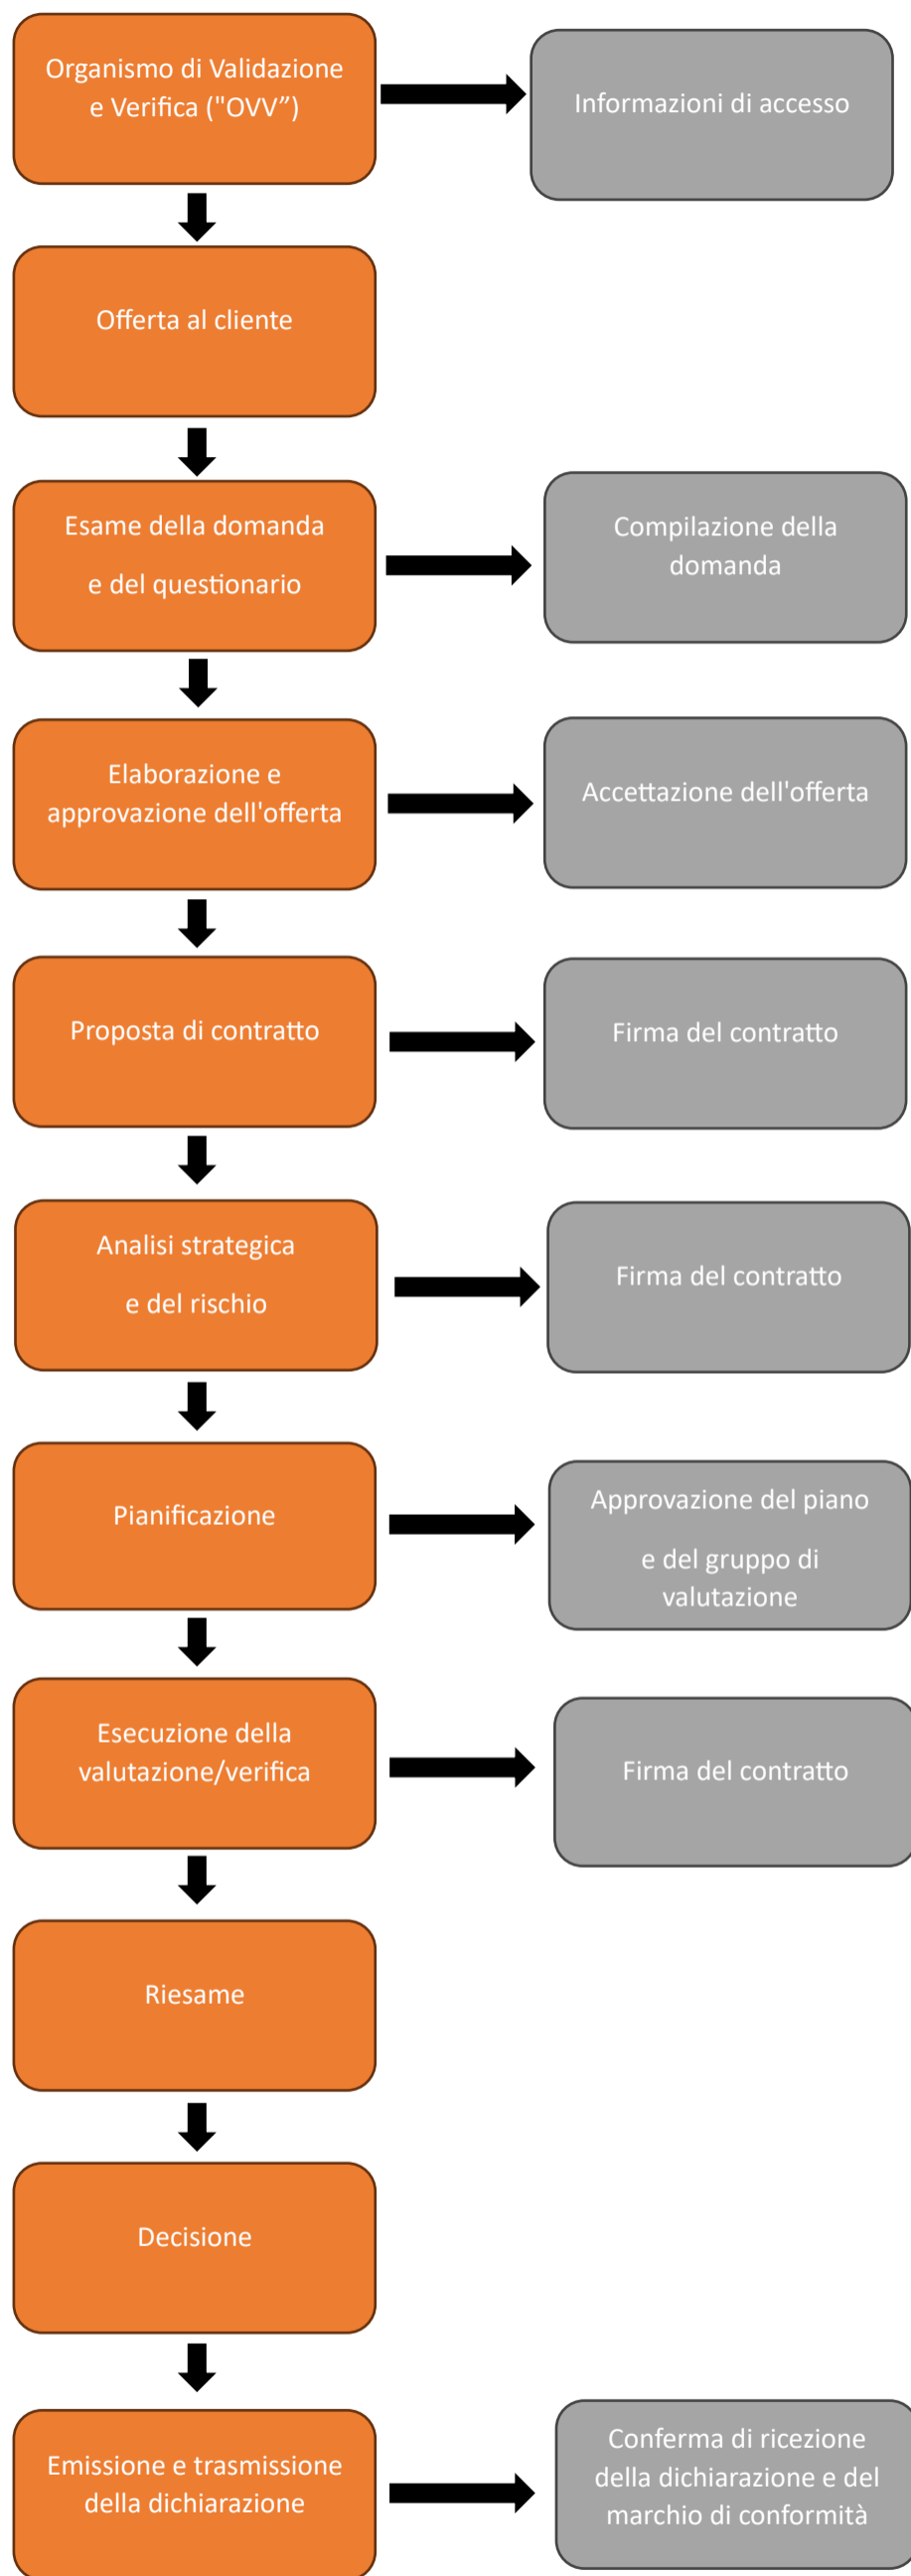 Organismo di Validazione
e Verifica ("OVV”)
Informazioni di accesso
Offerta al cliente
Esame della domanda
e del questionario
Compilazione della
domanda
Elaborazione e
approvazione dell'offerta
Accettazione dell'offerta
Proposta di contratto
Firma del contratto
Analisi strategica
e del rischio
Firma del contratto
Pianificazione
Approvazione del piano
e del gruppo di
valutazione
Esecuzione della
valutazione/verifica
Firma del contratto
Riesame
Decisione
Emissione e trasmissione
della dichiarazione
Conferma di ricezione
della dichiarazione e del
marchio di conformità